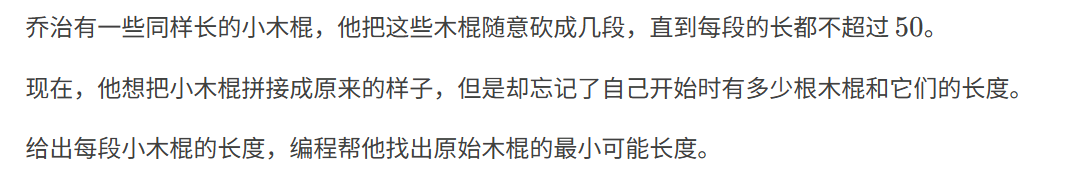 乔治有一些同样长的小木棍，他把这些木棍随意砍成几段，直到每段的长都不超过 50。
现在，他想把小木棍拼接成原来的样子，但是却忘记了自己开始时有多少根木棍和它们的长度。
给出每段小木棍的长度，编程帮他找出原始木棍的最小可能长度。